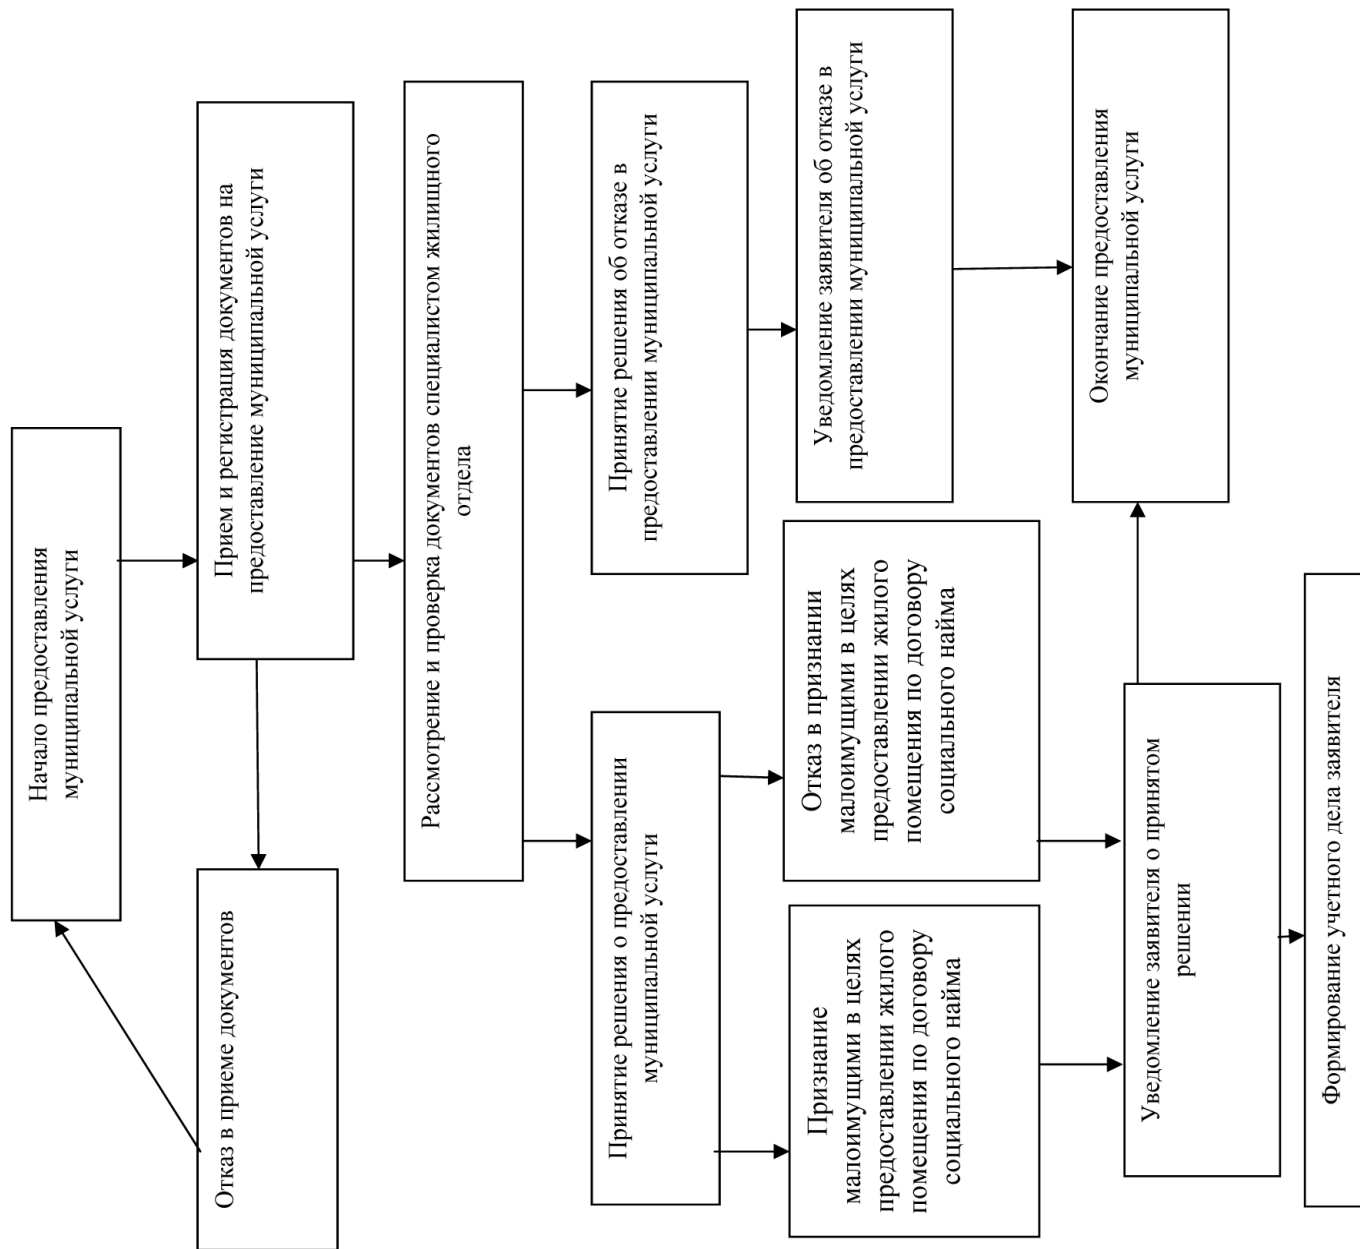 Начало предоставления
муниципальной услуги
Прием и регистрация документов на
предоставление муниципальной услуги
Отказ в приеме документов
Рассмотрение и проверка документов специалистом жилищного
отдела
Принятие решения о предоставлении
муниципальной услуги
Принятие решения об отказе в
предоставлении муниципальной услуги
Признание
малоимущими в целях
предоставлении жилого
помещения по договору
социального найма
Отказ в признании
малоимущими в целях
предоставлении жилого
помещения по договору
социального найма
Уведомление заявителя об отказе в
предоставлении муниципальной услуги
Уведомление заявителя о принятом
решении
Окончание предоставления
муниципальной услуги
Формирование учетного дела заявителя